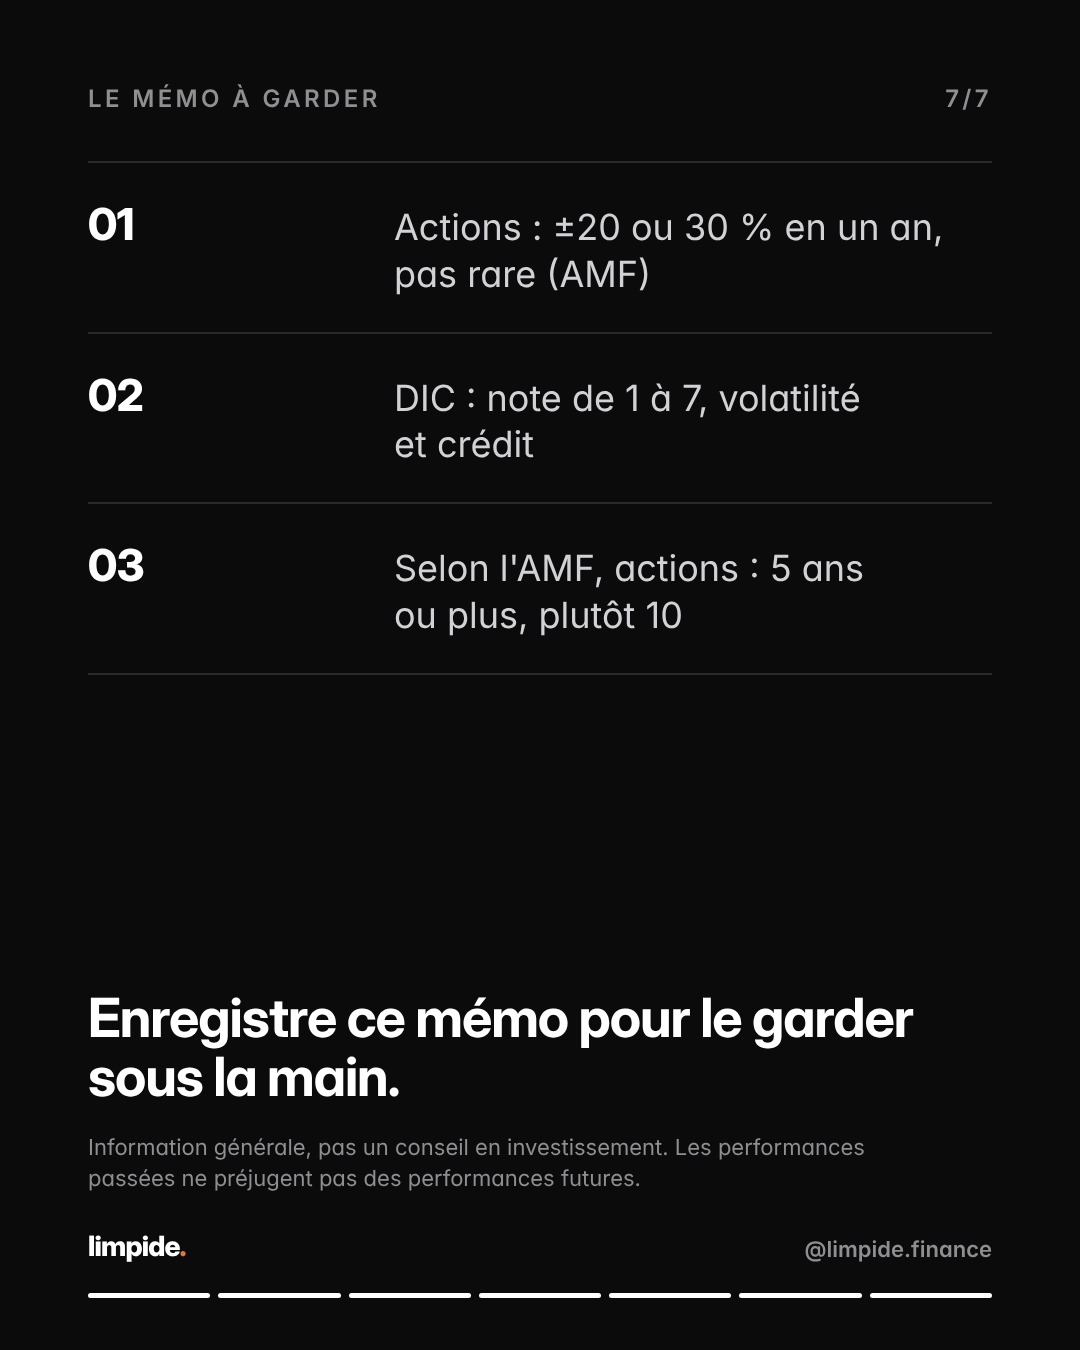 LE MÉMO À GARDER
7/7
01
Actions : ±20 ou 30 % en un an,
pas rare (AMF)
02
DIC : note de 1 à 7, volatilité
et crédit
03
Selon l'AMF, actions : 5 ans
ou plus, plutôt 10
Enregistre ce mémo pour le garder
sous la main.
Information générale, pas un conseil en investissement. Les performances
passées ne préjugent pas des performances futures.
limpide.
@limpide.finance